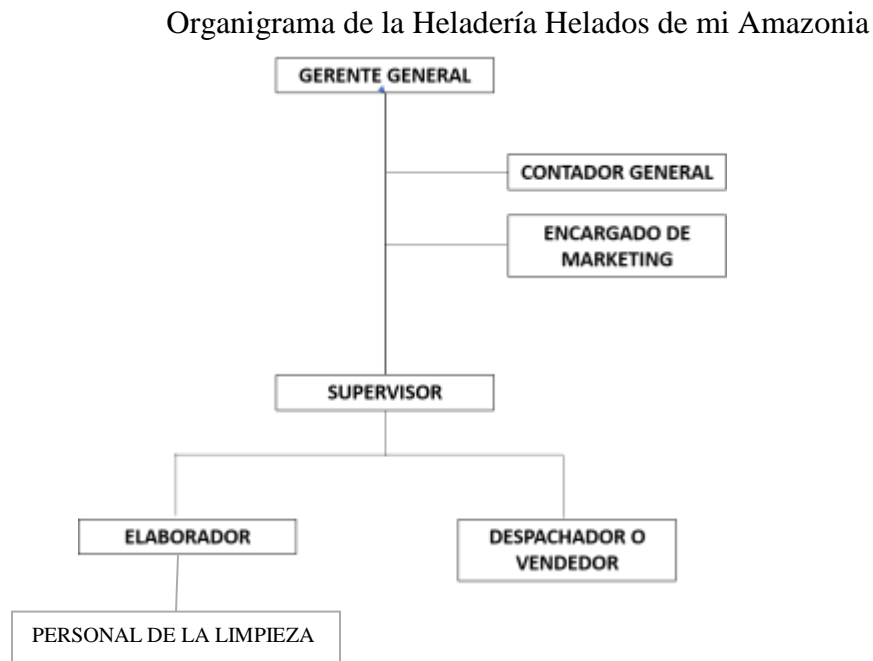 Organigrama de la Heladería Helados de mi Amazonia
GERENTE GENERAL
CONTADOR GENERAL
ENCARGADO DE
MARKETING
SUPERVISOR
ELABORADOR
DESPACHADOR O
VENDEDOR
PERSONAL DE LA LIMPIEZA